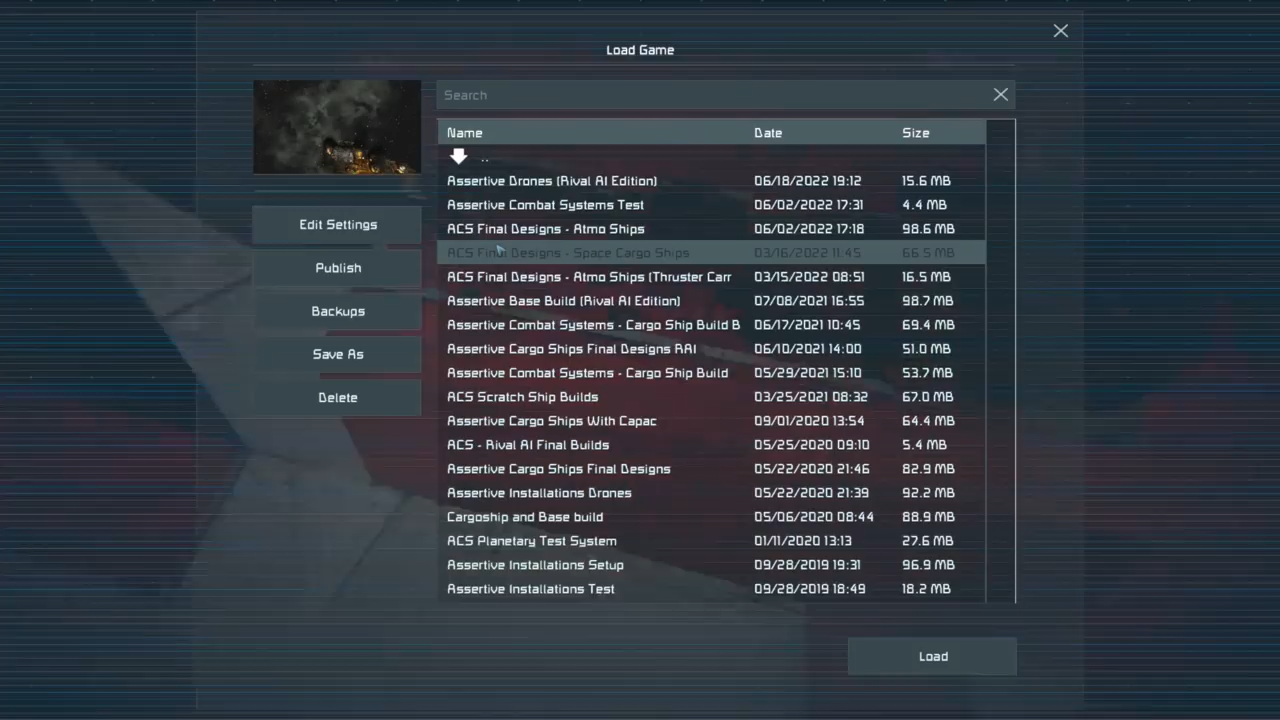 Load Game
Search
Name Date Size
..
Assertive Drones (Rival AI Edition) 06/18/2022 19:12 15.6 MB
Assertive Combat Systems Test 06/02/2022 17:31 4.4 MB
ACS Final Designs - Atmo Ships 06/02/2022 17:18 98.6 MB
ACS Final Designs - Space Cargo Ships 03/16/2022 11:45 66.5 MB
ACS Final Designs - Atmo Ships (Thruster Carr 03/15/2022 08:51 16.5 MB
Assertive Base Build (Rival AI Edition) 07/08/2021 16:55 98.7 MB
Assertive Combat Systems - Cargo Ship Build B 06/17/2021 10:45 69.4 MB
Assertive Cargo Ships Final Designs RAI 06/10/2021 14:00 51.0 MB
Assertive Combat Systems - Cargo Ship Build 05/29/2021 15:10 53.7 MB
ACS Scratch Ship Builds 03/25/2021 08:32 67.0 MB
Assertive Cargo Ships With Capac 09/01/2020 13:54 64.4 MB
ACS - Rival AI Final Builds 05/25/2020 09:10 5.4 MB
Assertive Cargo Ships Final Designs 05/22/2020 21:46 82.9 MB
Assertive Installations Drones 05/22/2020 21:39 92.2 MB
Cargoship and Base build 05/06/2020 08:44 88.9 MB
ACS Planetary Test System 01/11/2020 13:13 27.6 MB
Assertive Installations Setup 09/28/2019 19:31 96.9 MB
Assertive Installations Test 09/28/2019 18:49 18.2 MB
Edit Settings
Publish
Backups
Save As
Delete
Load